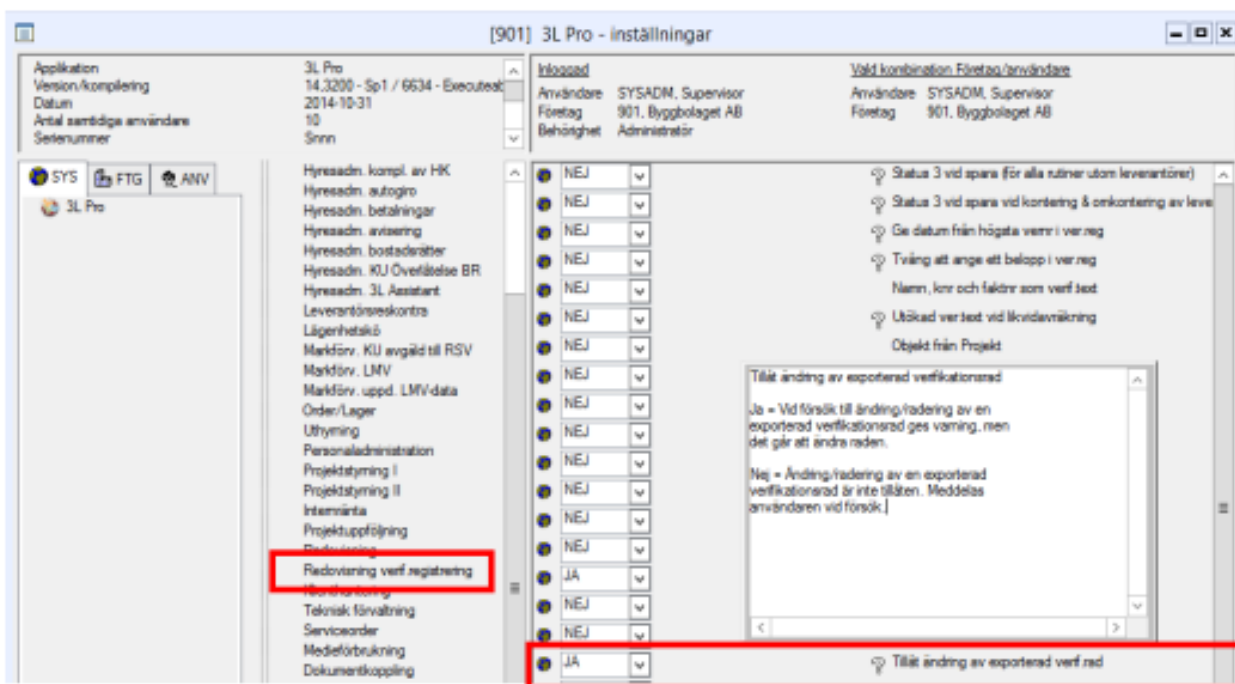 [901] 3L Pro - inställningar
Applikation 3L Pro
Version/kompilering 14.3200 - Sp1 / 6634 - Executeab
Datum 2014-10-31
Antal samtidiga användare 10
Serienummer Snnn
Inloggad
Användare SYSADM, Supervisor
Företag 901, Byggbolaget AB
Behörighet Administratör
Vald kombination Företag/användare
Användare SYSADM, Supervisor
Företag 901, Byggbolaget AB
SYS FTG ANV
3L Pro
Hyresadm. kompl. av HK
Hyresadm. autogiro
Hyresadm. betalningar
Hyresadm. avisering
Hyresadm. bostadsrätter
Hyresadm. KU Överlåtelse BR
Hyresadm. 3L Assistant
Leverantörsreskontra
Lägenhetskö
Markförv. KU avgäld till RSV
Markförv. LMV
Markförv. uppd. LMV-data
Order/Lager
Uthyrning
Personaladministration
Projektstyrning I
Projektstyrning II
Internränta
Projektuppföljning
Redovisning
Redovisning verf.registrering
Klienthantering
Teknisk förvaltning
Serviceorder
Medieförbrukning
Dokumentkoppling
NEJ Status 3 vid spara (för alla rutiner utom leverantörer)
NEJ Status 3 vid spara vid kontering & omkontering av leve
NEJ Ge datum från högsta vernr i ver.reg
NEJ Tvång att ange ett belopp i ver.reg
NEJ Namn, knr och faktnr som verf.text
NEJ Utökad ver.text vid likvidavräkning
NEJ Objekt från Projekt
NEJ
NEJ
NEJ
NEJ
NEJ
NEJ
NEJ
JA
NEJ
NEJ
Tillåt ändring av exporterad verifikationsrad
Ja = Vid försök till ändring/radering av en
exporterad verifikationsrad ges varning, men
det går att ändra raden.
Nej = Ändring/radering av en exporterad
verifikationsrad är inte tillåten. Meddelas
användaren vid försök.
JA Tillåt ändring av exporterad verf.rad